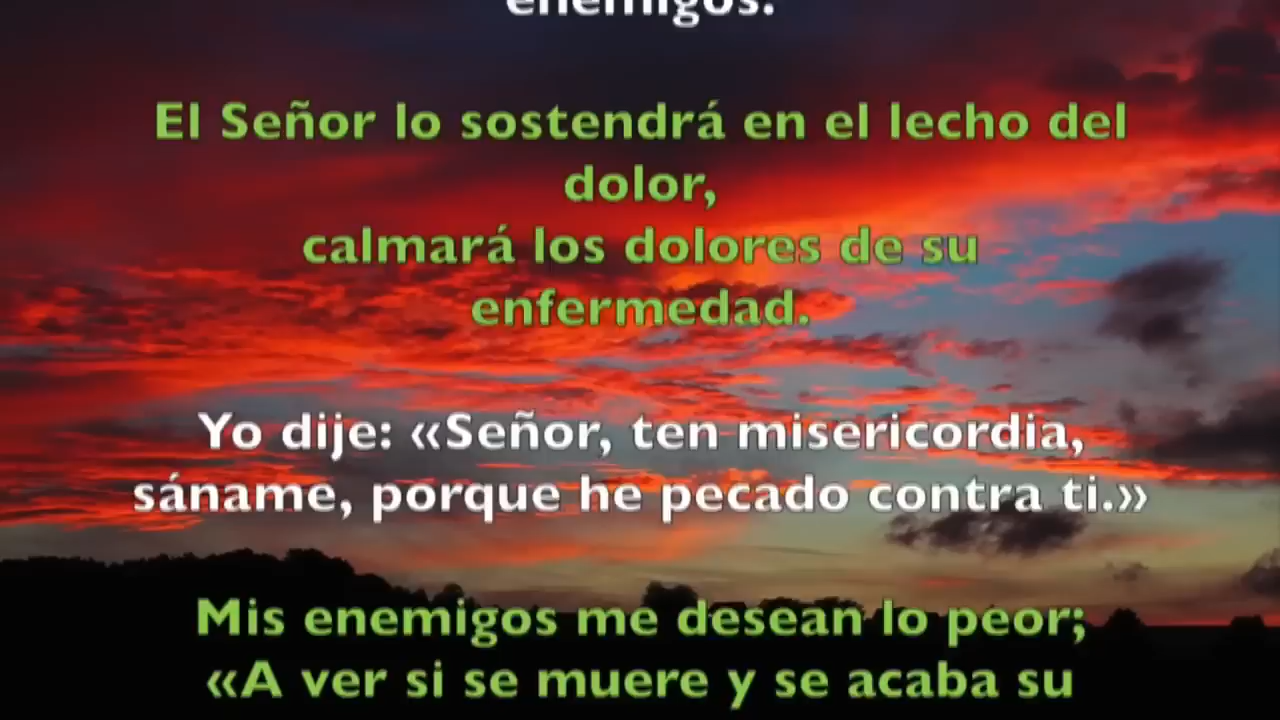 enemigos.
El Señor lo sostendrá en el lecho del
dolor,
calmará los dolores de su
enfermedad.
Yo dije: «Señor, ten misericordia,
sáname, porque he pecado contra ti.»
Mis enemigos me desean lo peor;
«A ver si se muere y se acaba su